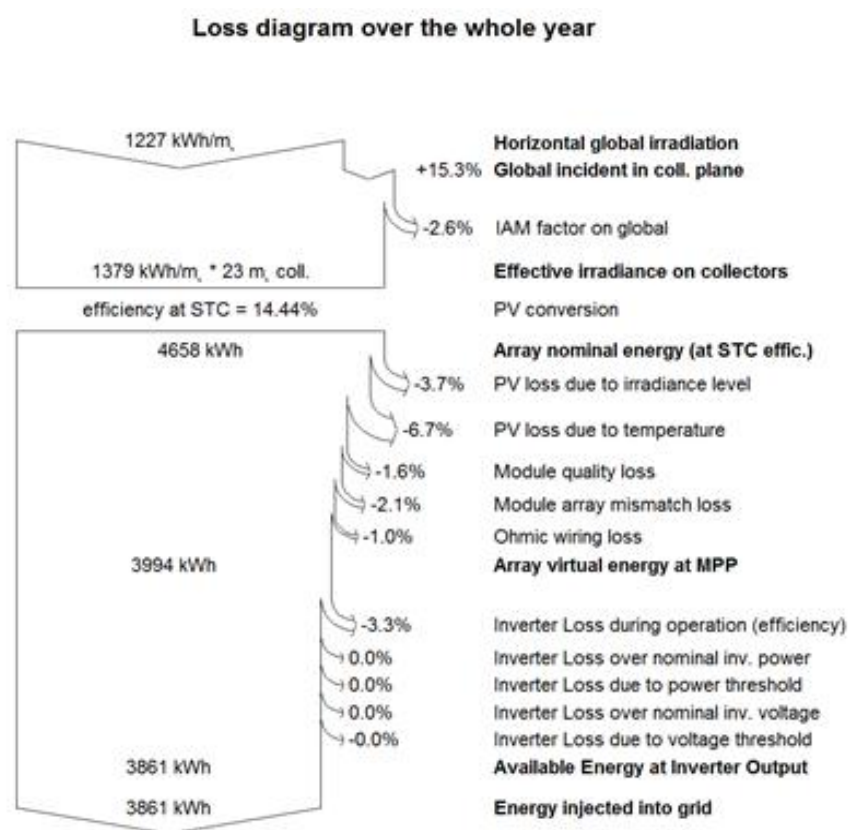 Loss diagram over the whole year
1227 kWh/m, Horizontal global irradiation
+15.3% Global incident in coll. plane
-2.6% IAM factor on global
1379 kWh/m, * 23 m, coll. Effective irradiance on collectors
efficiency at STC = 14.44% PV conversion
4658 kWh Array nominal energy (at STC effic.)
-3.7% PV loss due to irradiance level
-6.7% PV loss due to temperature
-1.6% Module quality loss
-2.1% Module array mismatch loss
-1.0% Ohmic wiring loss
3994 kWh Array virtual energy at MPP
-3.3% Inverter Loss during operation (efficiency)
0.0% Inverter Loss over nominal inv. power
0.0% Inverter Loss due to power threshold
0.0% Inverter Loss over nominal inv. voltage
-0.0% Inverter Loss due to voltage threshold
3861 kWh Available Energy at Inverter Output
3861 kWh Energy injected into grid